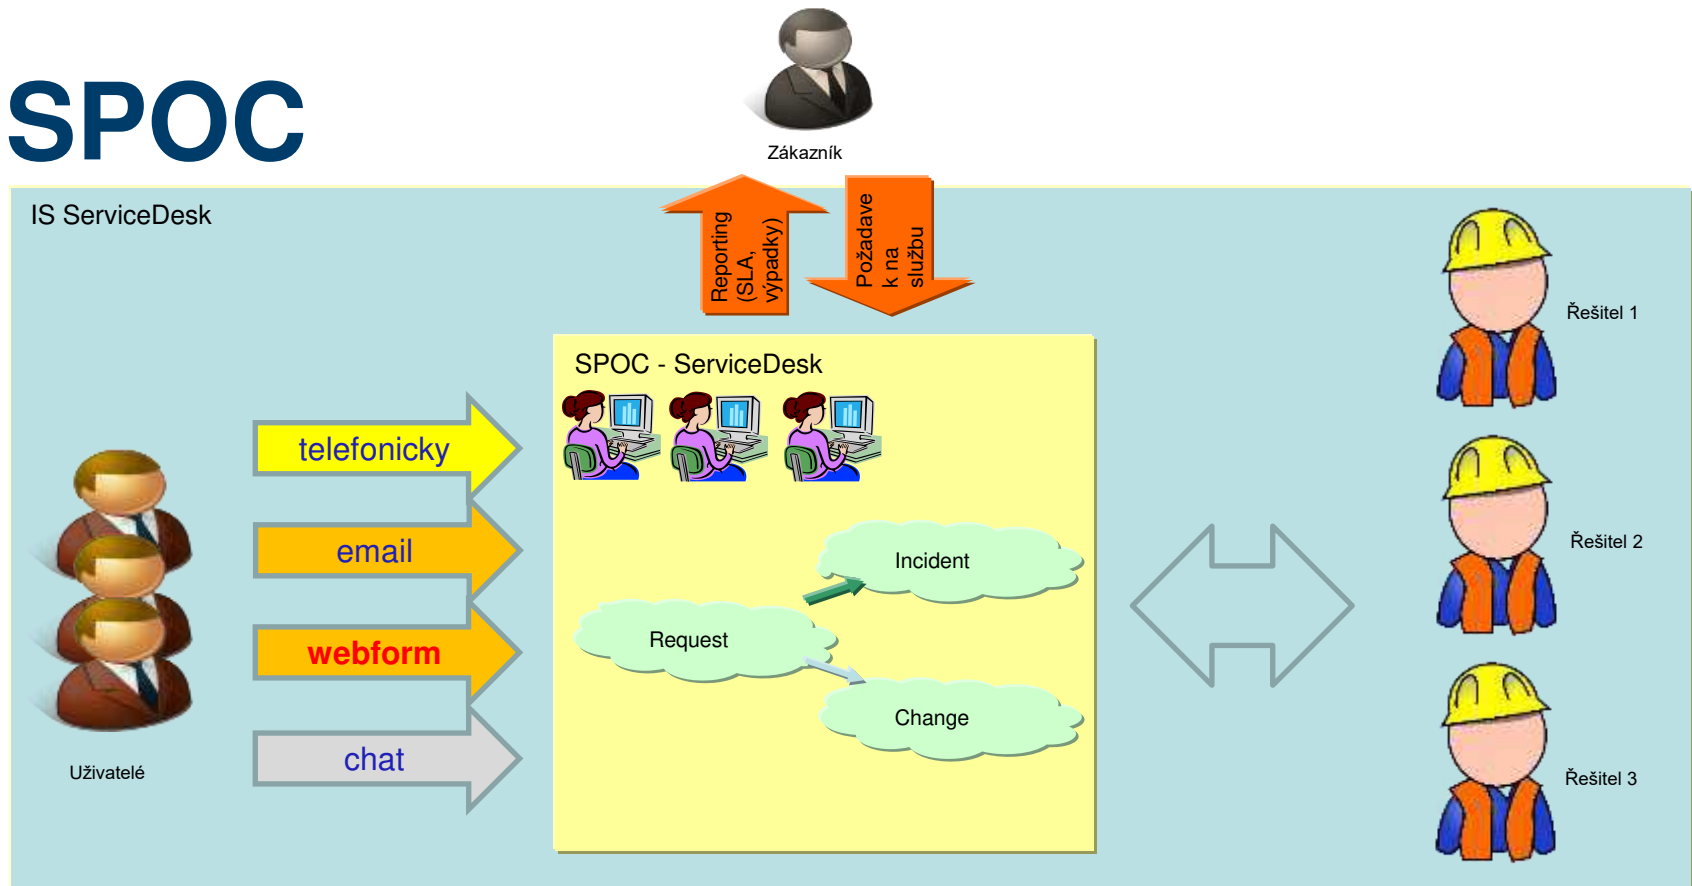 SPOC
Zákazník
IS ServiceDesk
Reporting
(SLA,
výpadky)
Požadave
k na
službu
Řešitel 1
SPOC - ServiceDesk
telefonicky
email
Incident
Řešitel 2
Request
webform
Change
chat
Uživatelé
Řešitel 3